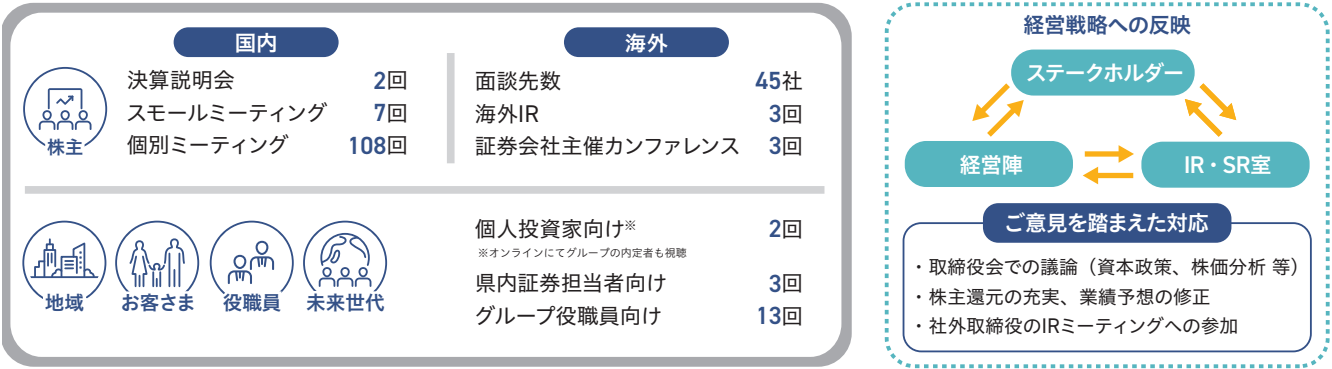 国内
決算説明会 2回
スモールミーティング 7回
個別ミーティング 108回
株主
海外
面談先数 45社
海外IR 3回
証券会社主催カンファレンス 3回
地域
お客さま
役職員
未来世代
個人投資家向け※ 2回
※オンラインにてグループの内定者も視聴
県内証券担当者向け 3回
グループ役職員向け 13回
経営戦略への反映
ステークホルダー
経営陣
IR・SR室
ご意見を踏まえた対応
・取締役会での議論（資本政策、株価分析 等）
・株主還元の充実、業績予想の修正
・社外取締役のIRミーティングへの参加